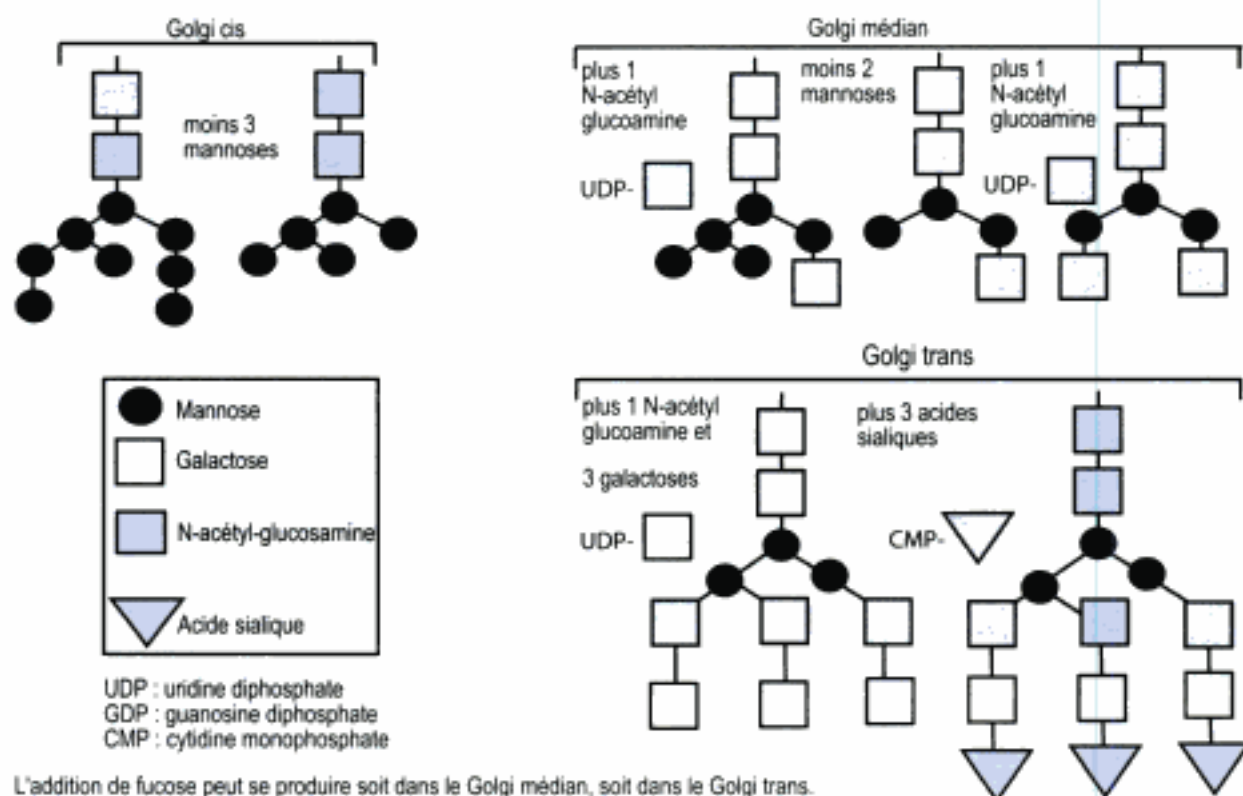 Golgi cis
moins 3
mannoses
Golgi médian
plus 1
N-acétyl
glucoamine
UDP-
moins 2
mannoses
plus 1
N-acétyl
glucoamine
UDP-
Mannose
Galactose
N-acétyl-glucosamine
Acide sialique
UDP : uridine diphosphate
GDP : guanosine diphosphate
CMP : cytidine monophosphate
Golgi trans
plus 1 N-acétyl
glucoamine et
3 galactoses
UDP-
plus 3 acides
sialiques
CMP-
L'addition de fucose peut se produire soit dans le Golgi médian, soit dans le Golgi trans.